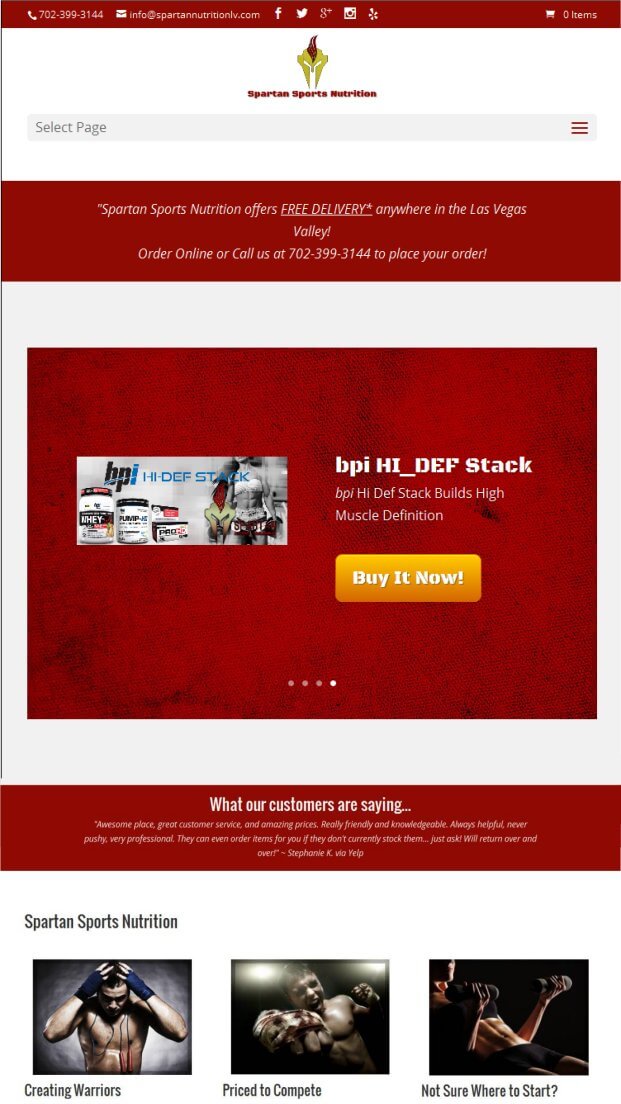 702-399-3144 info@spartannutritionlv.com 0 Items
Spartan Sports Nutrition
Select Page
"Spartan Sports Nutrition offers FREE DELIVERY* anywhere in the Las Vegas
Valley!
Order Online or Call us at 702-399-3144 to place your order!
bpi HI-DEF STACK
WHEY-HD
PUMP-HD
PRO HD
bpi HI_DEF Stack
bpi Hi Def Stack Builds High
Muscle Definition
Buy It Now!
What our customers are saying...
"Awesome place, great customer service, and amazing prices. Really friendly and knowledgeable. Always helpful, never
pushy, very professional. They can even order items for you if they don't currently stock them... just ask! Will return over and
over!" ~ Stephanie K. via Yelp
Spartan Sports Nutrition
Creating Warriors
Priced to Compete
Not Sure Where to Start?